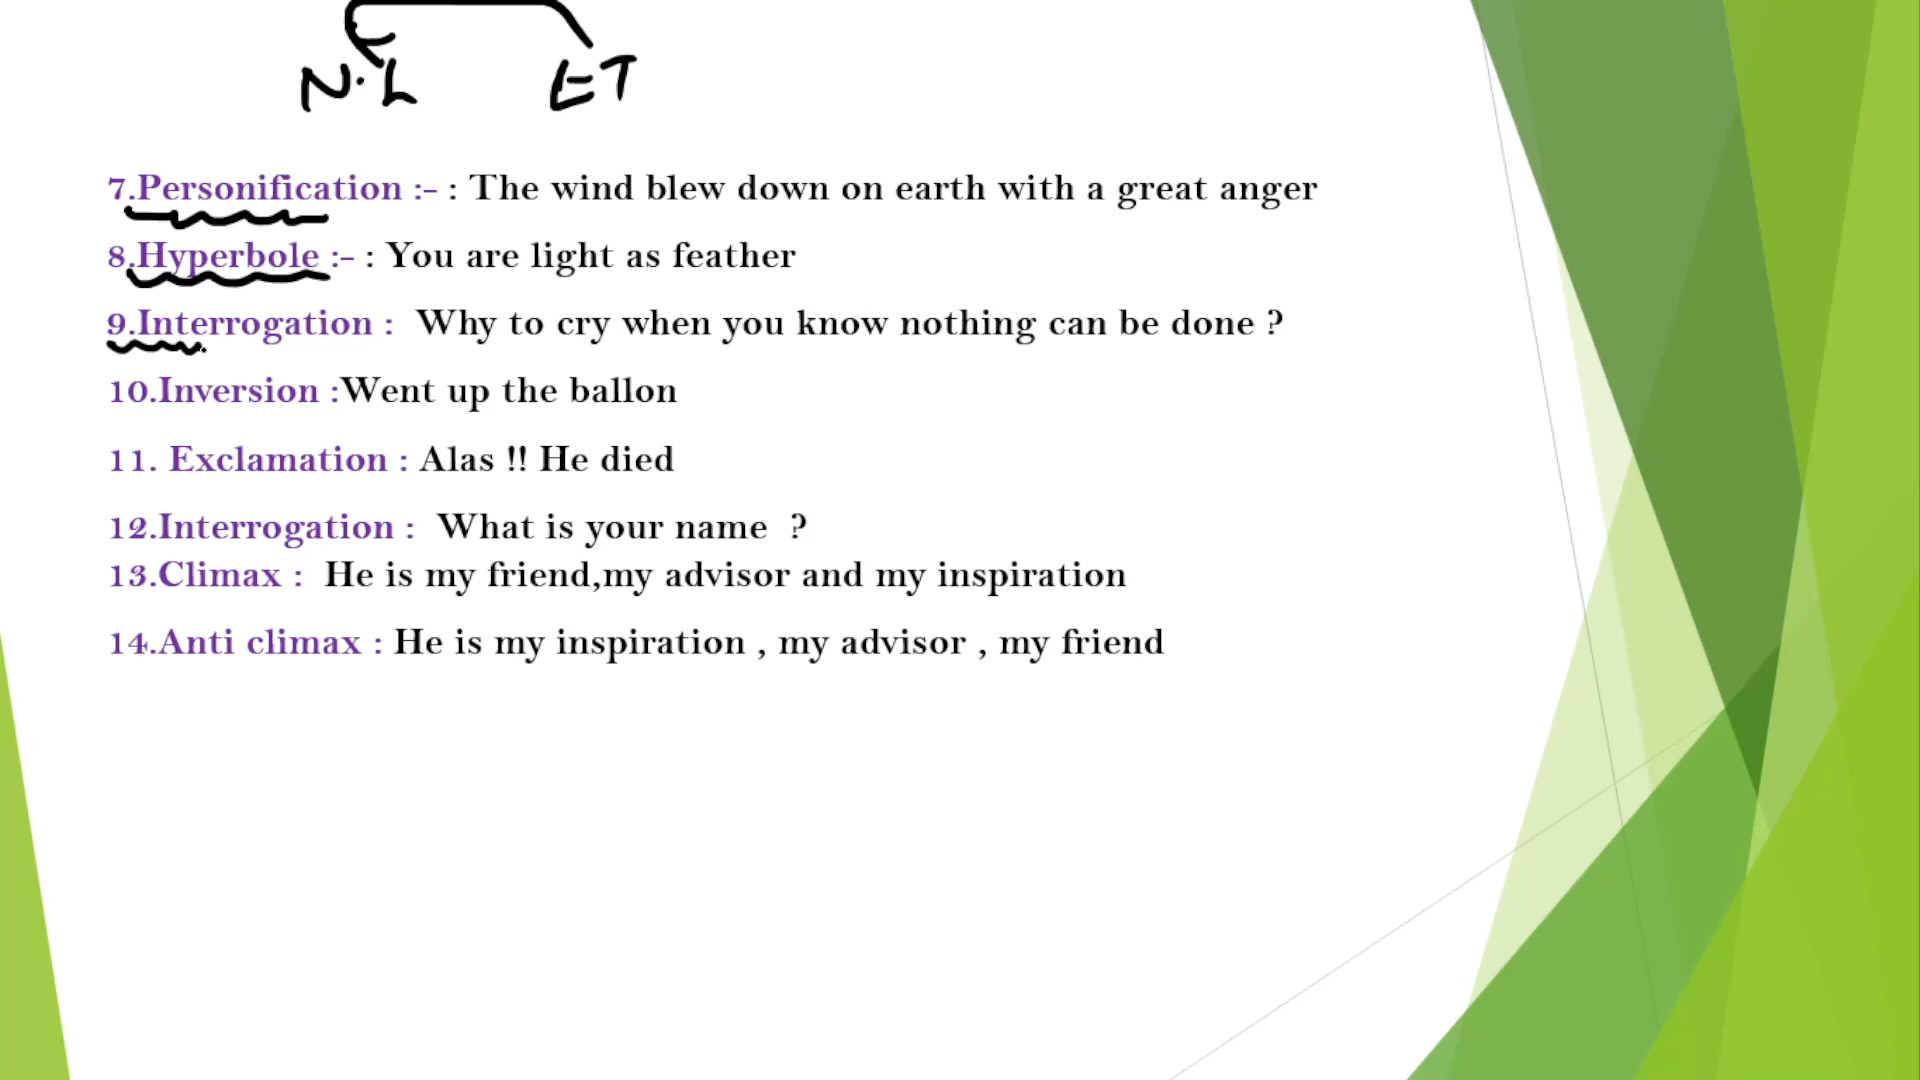 N.L ET
7.Personification :- : The wind blew down on earth with a great anger
8.Hyperbole :- : You are light as feather
9.Interrogation : Why to cry when you know nothing can be done ?
10.Inversion :Went up the ballon
11. Exclamation : Alas !! He died
12.Interrogation : What is your name ?
13.Climax : He is my friend,my advisor and my inspiration
14.Anti climax : He is my inspiration , my advisor , my friend